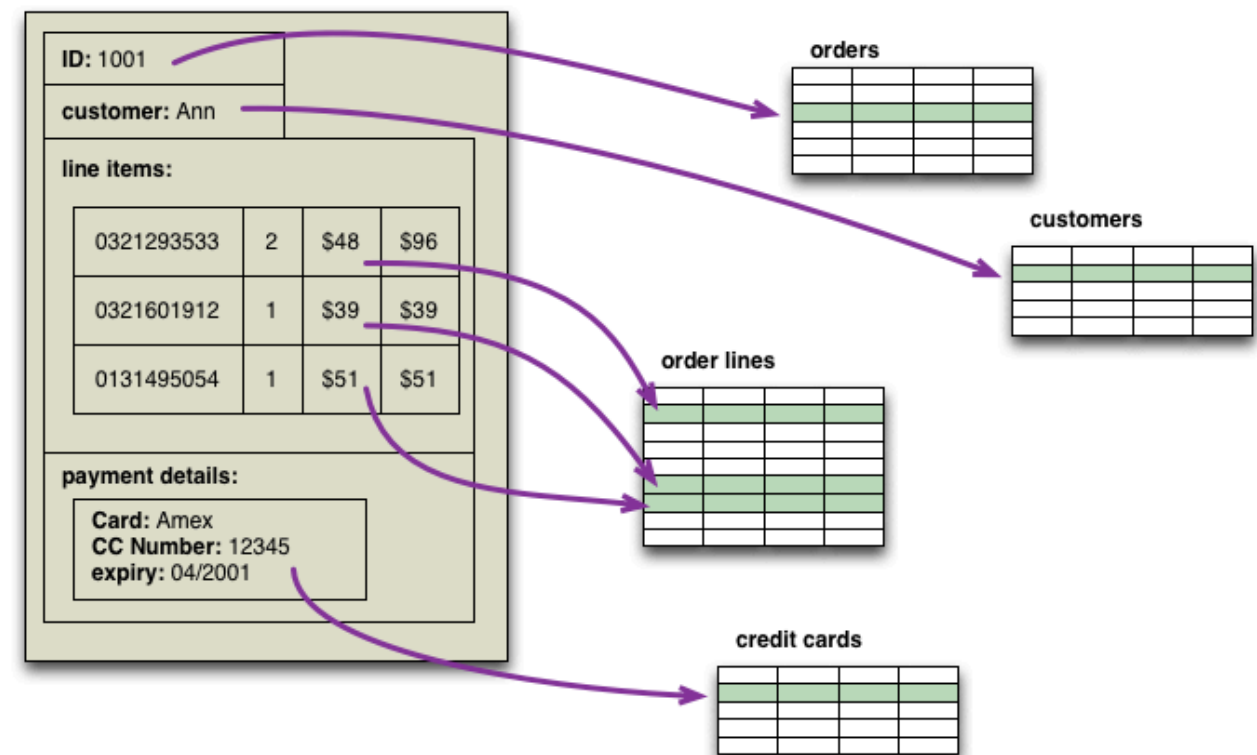 ID: 1001
customer: Ann
line items:
0321293533 2 $48 $96
0321601912 1 $39 $39
0131495054 1 $51 $51
payment details:
Card: Amex
CC Number: 12345
expiry: 04/2001
orders
customers
order lines
credit cards